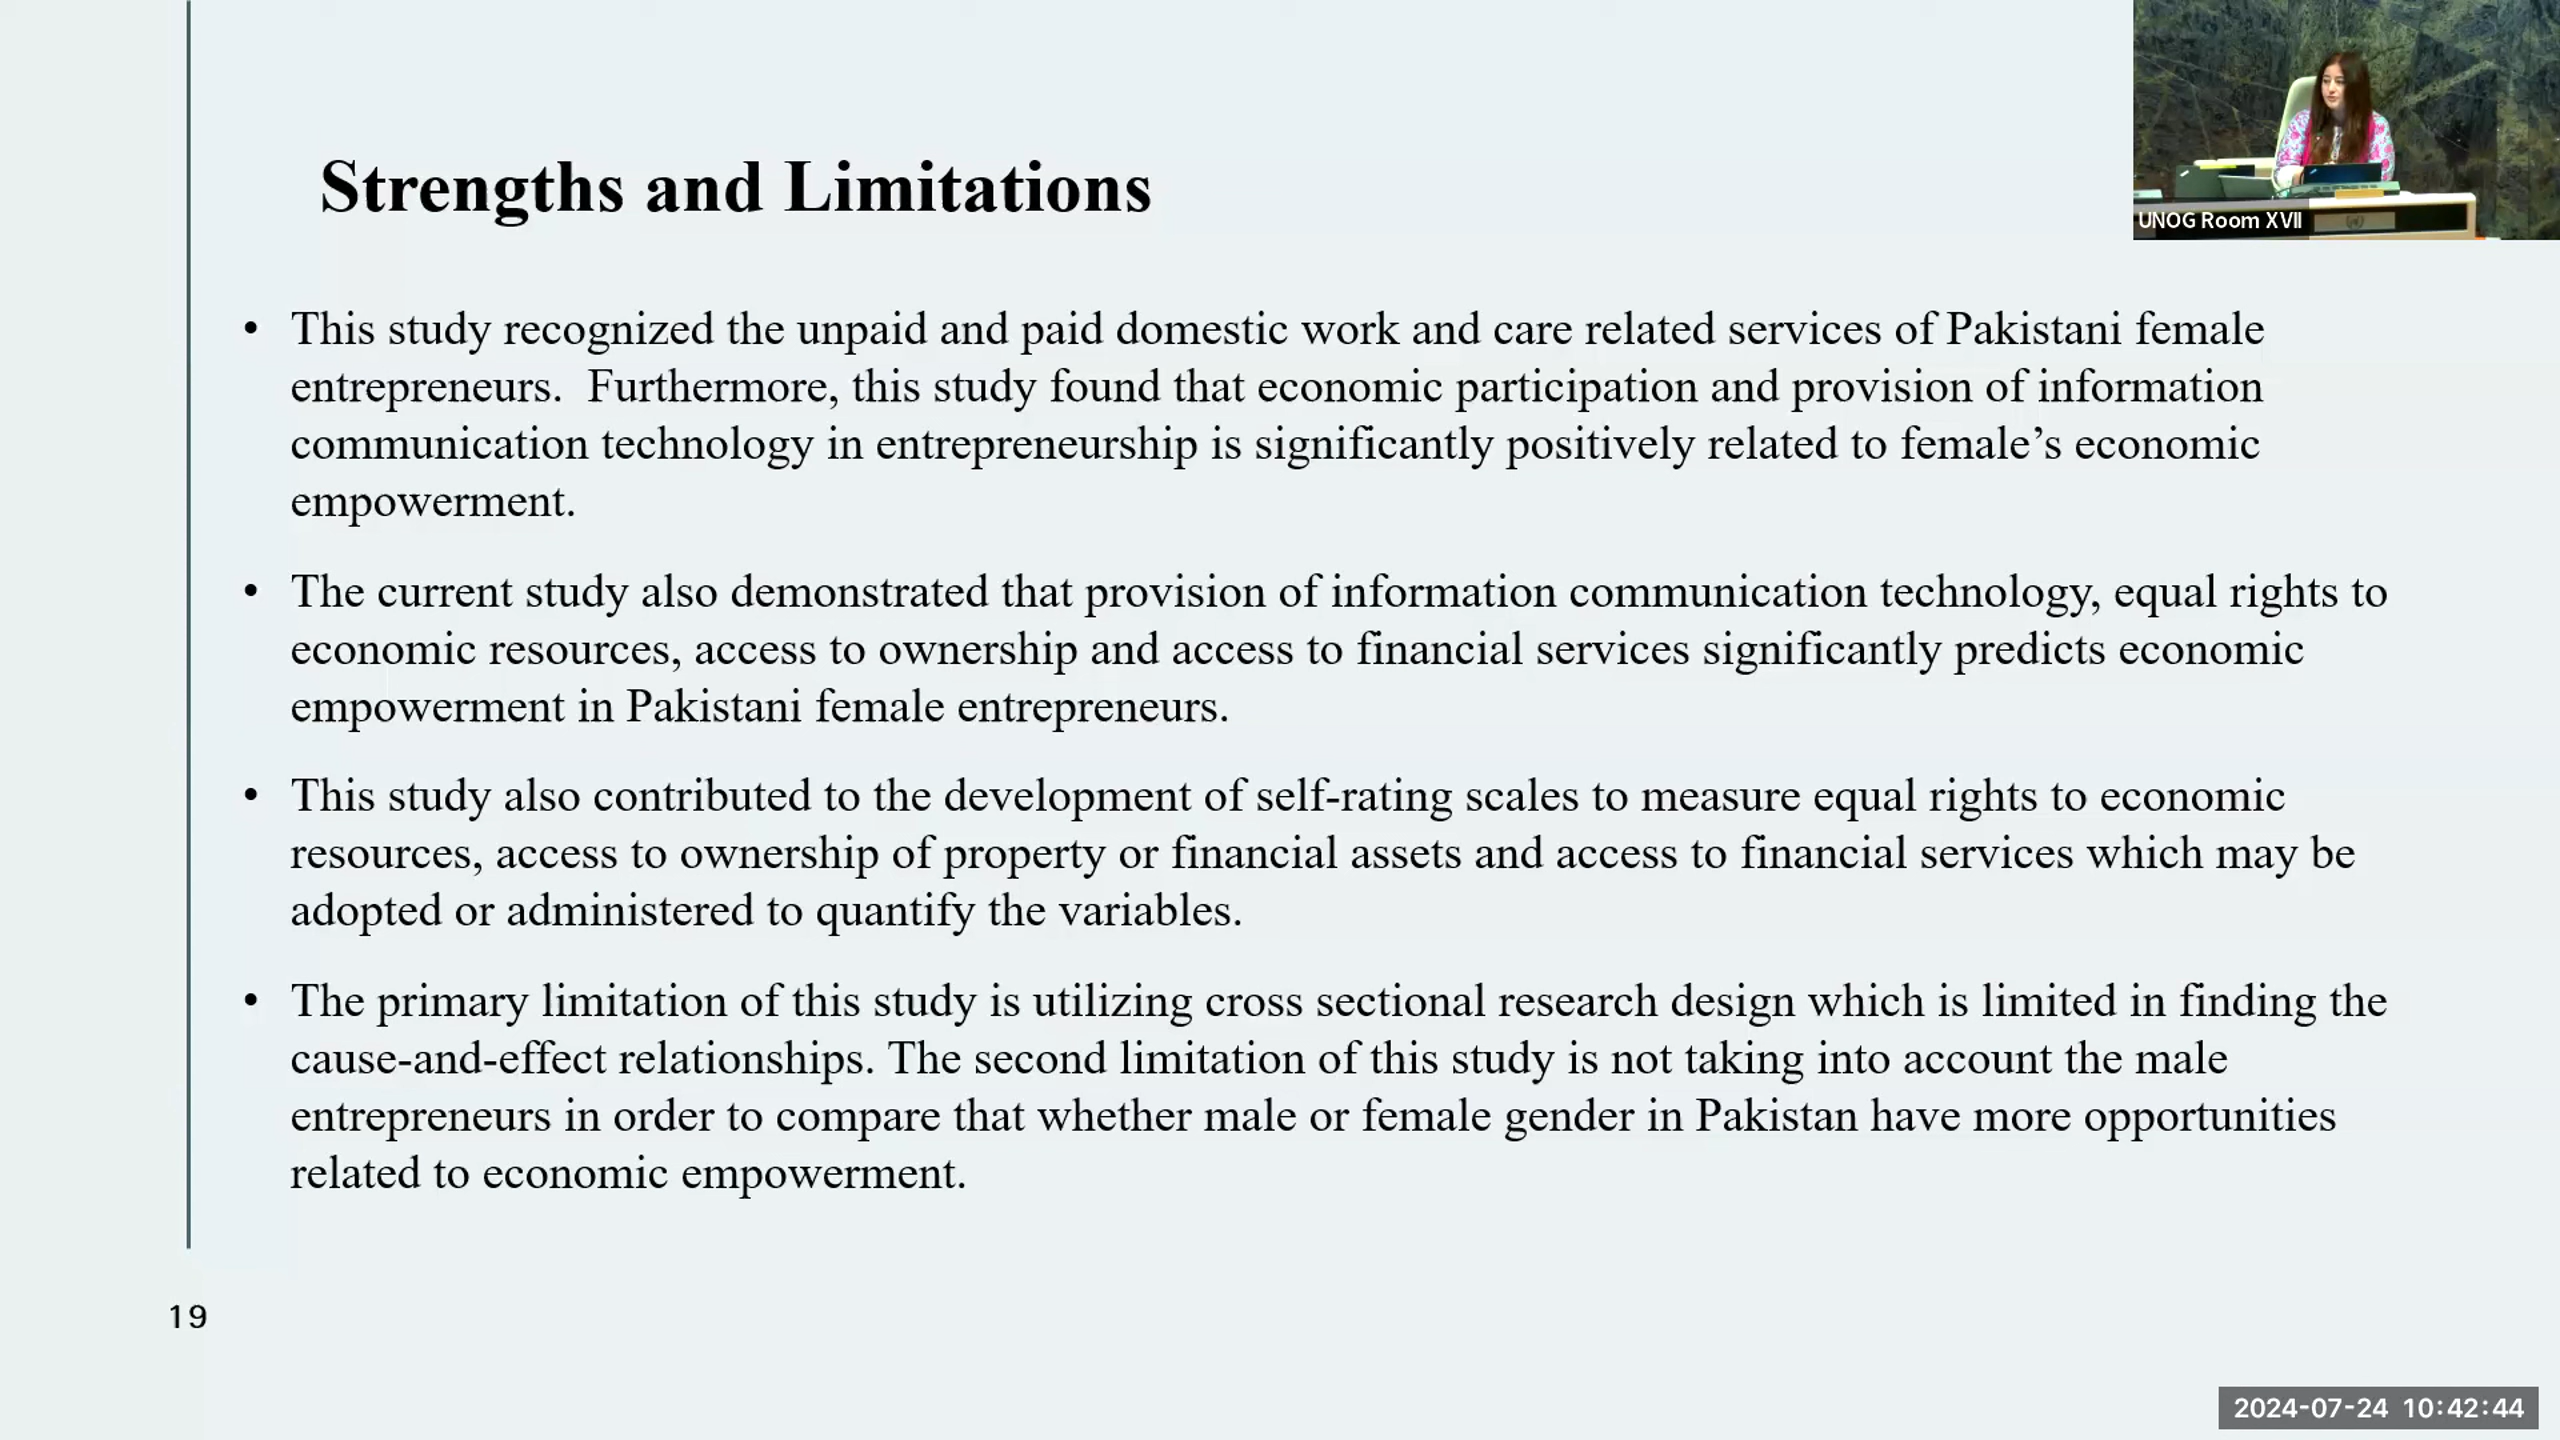 Strengths and Limitations
UNOG Room XVII
• This study recognized the unpaid and paid domestic work and care related services of Pakistani female
entrepreneurs.  Furthermore, this study found that economic participation and provision of information
communication technology in entrepreneurship is significantly positively related to female’s economic
empowerment.
• The current study also demonstrated that provision of information communication technology, equal rights to
economic resources, access to ownership and access to financial services significantly predicts economic
empowerment in Pakistani female entrepreneurs.
• This study also contributed to the development of self-rating scales to measure equal rights to economic
resources, access to ownership of property or financial assets and access to financial services which may be
adopted or administered to quantify the variables.
• The primary limitation of this study is utilizing cross sectional research design which is limited in finding the
cause-and-effect relationships. The second limitation of this study is not taking into account the male
entrepreneurs in order to compare that whether male or female gender in Pakistan have more opportunities
related to economic empowerment.
19
2024-07-24 10:42:44